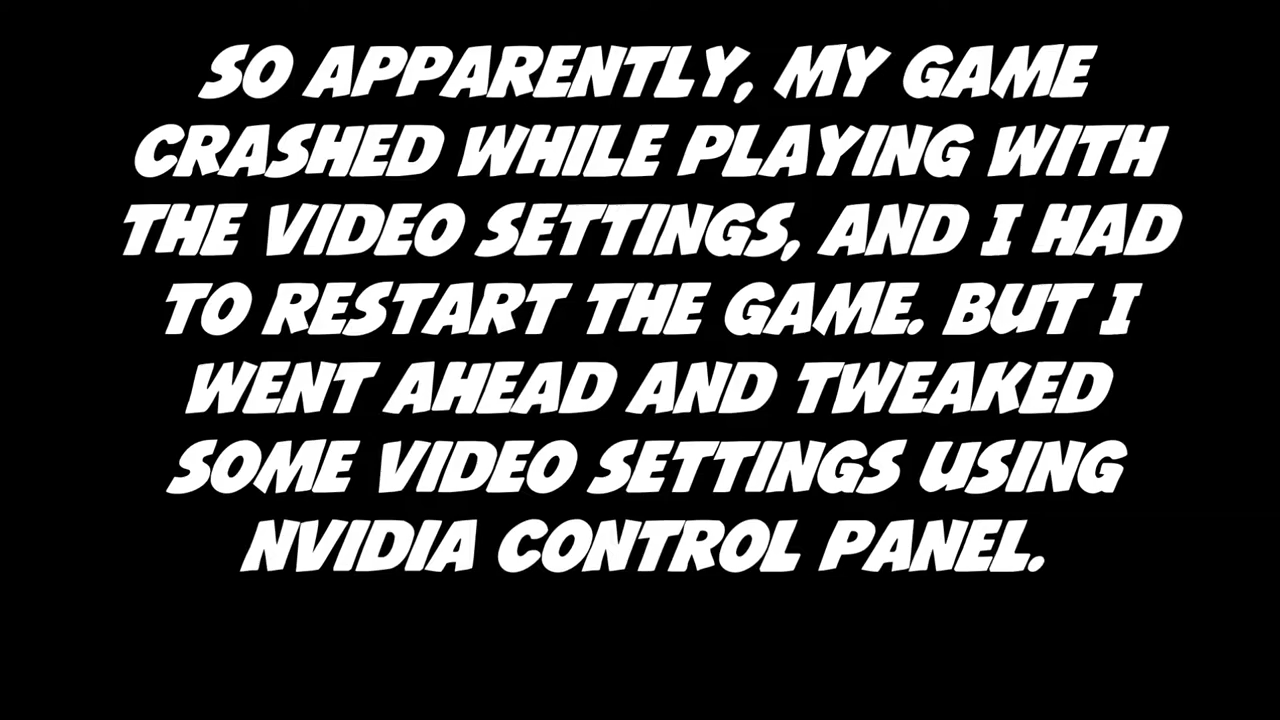 SO APPARENTLY, MY GAME
CRASHED WHILE PLAYING WITH
THE VIDEO SETTINGS, AND I HAD
TO RESTART THE GAME. BUT I
WENT AHEAD AND TWEAKED
SOME VIDEO SETTINGS USING
NVIDIA CONTROL PANEL.